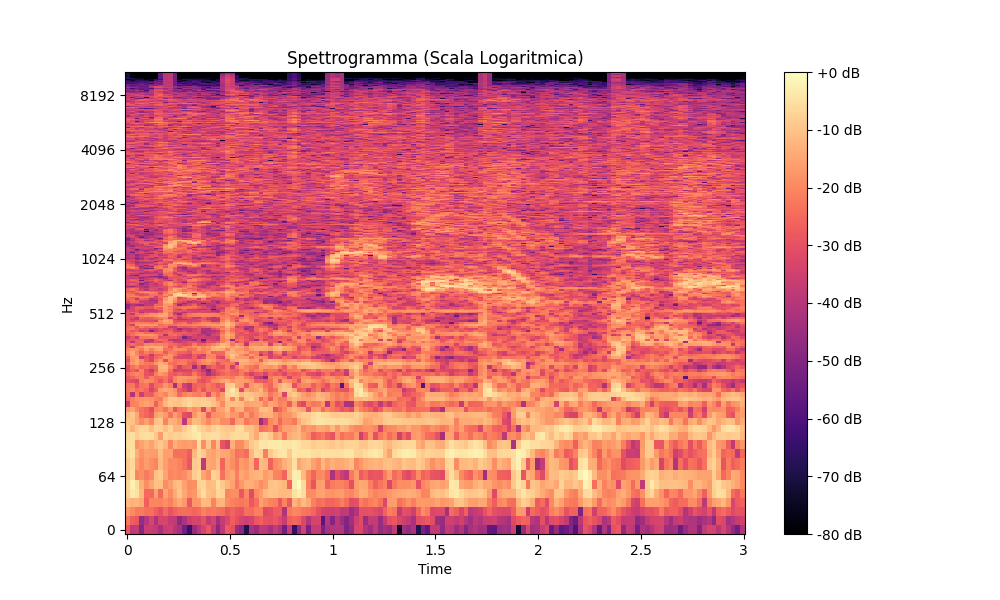 Spettrogramma (Scala Logaritmica)
Hz
8192
4096
2048
1024
512
256
128
64
0
0
0.5
1
1.5
2
2.5
3
Time
+0 dB
-10 dB
-20 dB
-30 dB
-40 dB
-50 dB
-60 dB
-70 dB
-80 dB